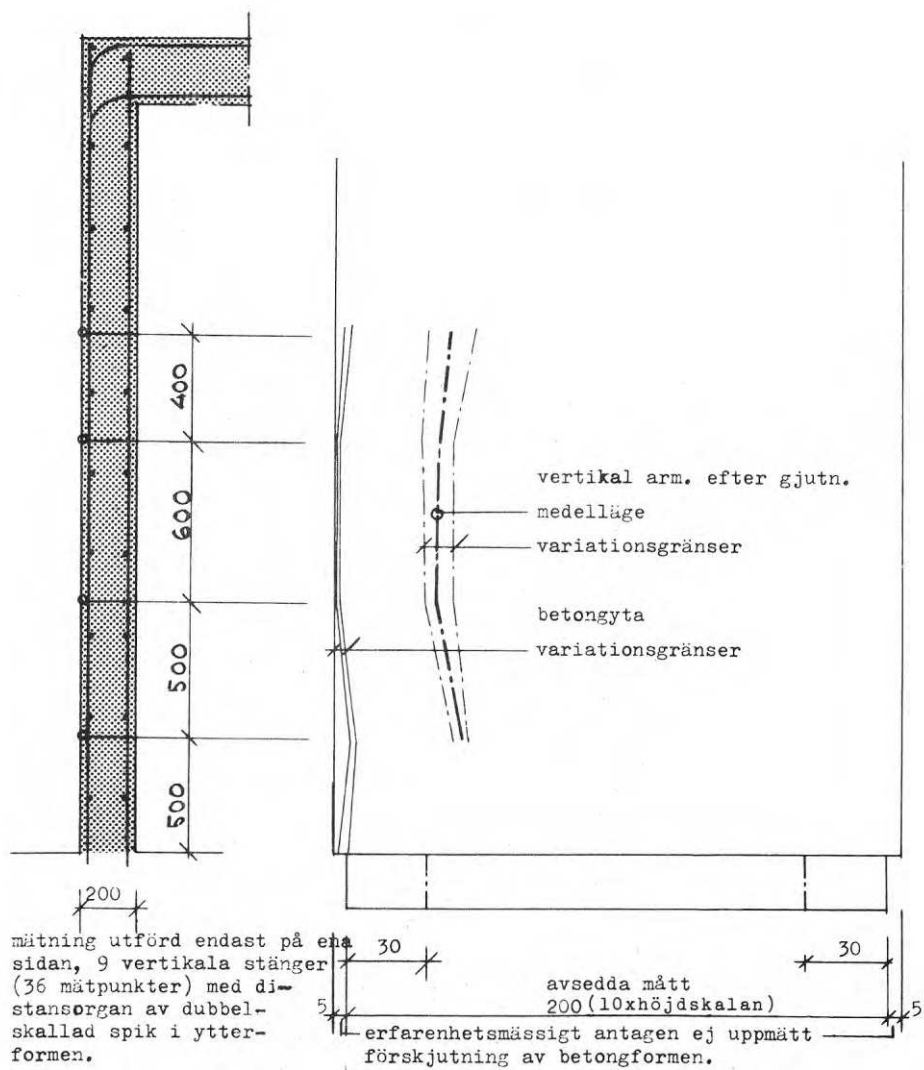 400
600
500
500
vertikal arm. efter gjutn.
medelläge
variationsgränser
betongyta
variationsgränser
200
mätning utförd endast på ena
sidan, 9 vertikala stänger
(36 mätpunkter) med di-
stansorgan av dubbel-
skallad spik i ytter-
formen.
30
30
avsedda mått
200 (10xhöjdskalan)
5
5
erfarenhetsmässigt antagen ej uppmätt
förskjutning av betongformen.